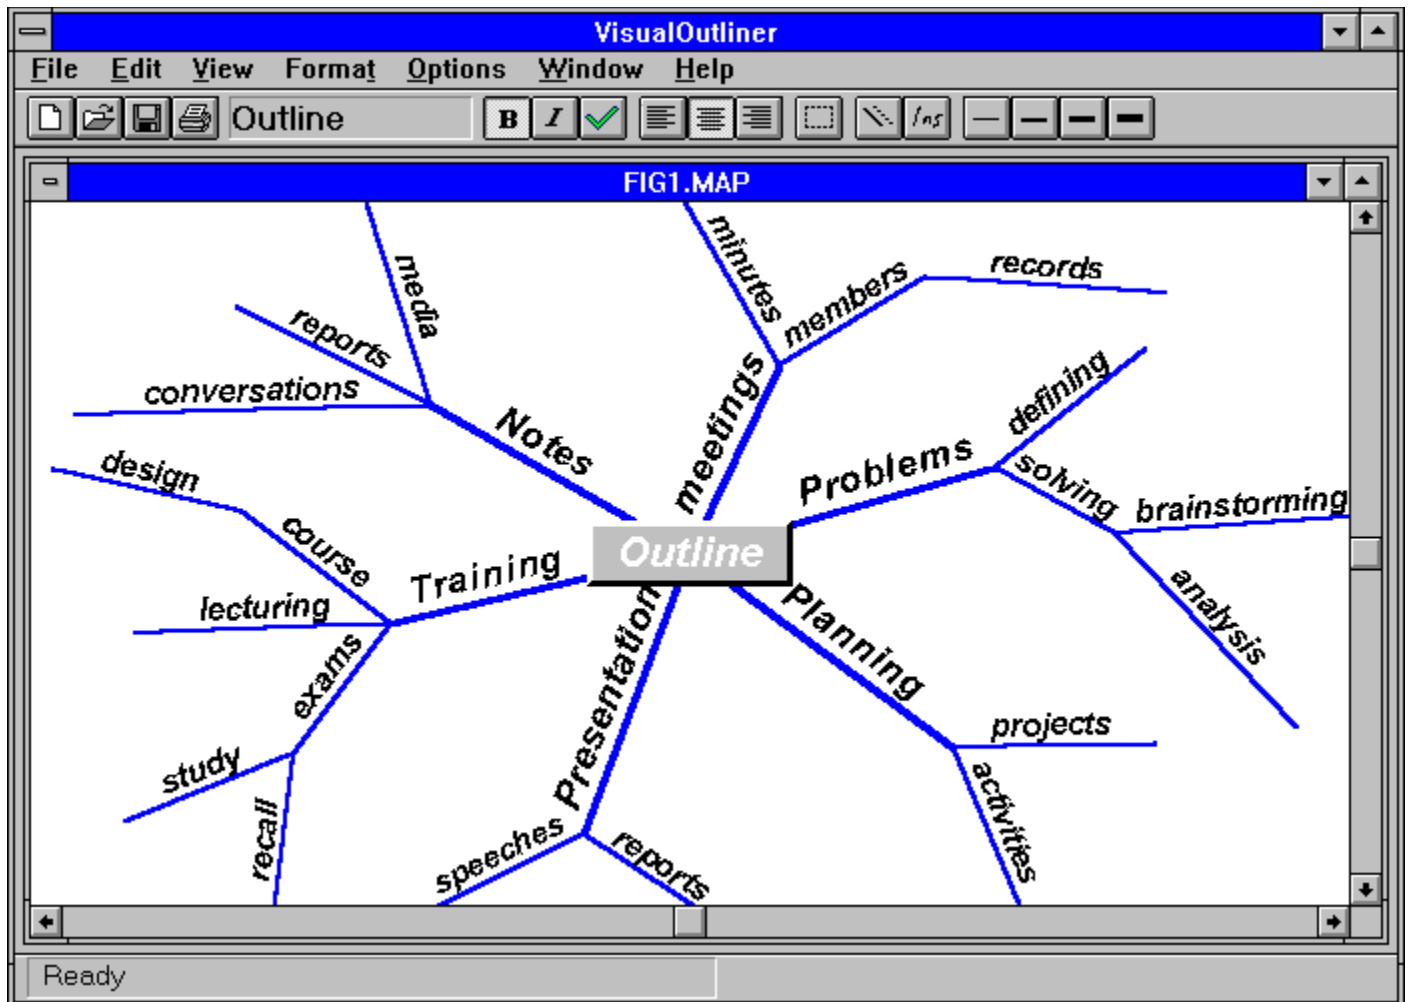 VisualOutliner
File Edit View Format Options Window Help
Outline B I Ins
FIG1.MAP
media
minutes
members
records
reports
conversations
Notes
meetings
defining
Problems
solving
brainstorming
analysis
design
course
Training
Outline
lecturing
exams
Planning
Presentation
projects
activities
study
recall
speeches
reports
Ready